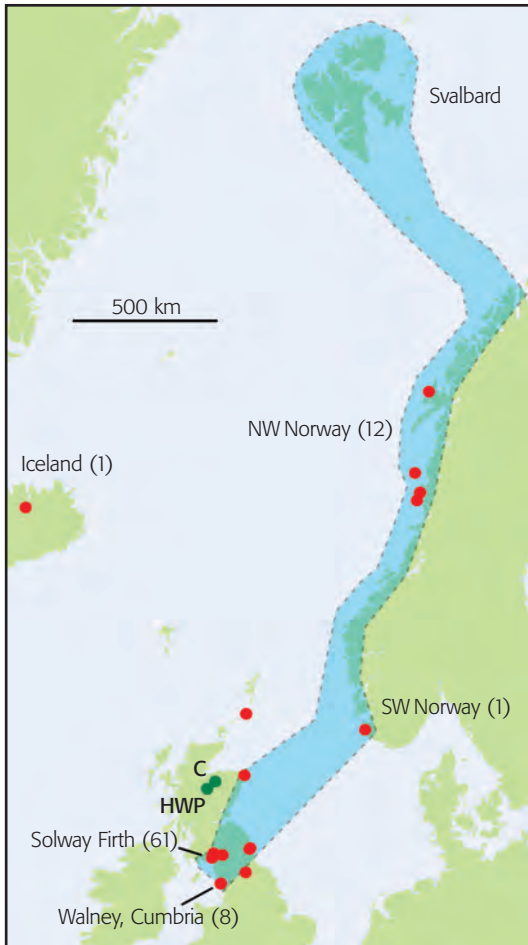 Svalbard
500 km
NW Norway (12)
Iceland (1)
SW Norway (1)
C
HWP
Solway Firth (61)
Walney, Cumbria (8)